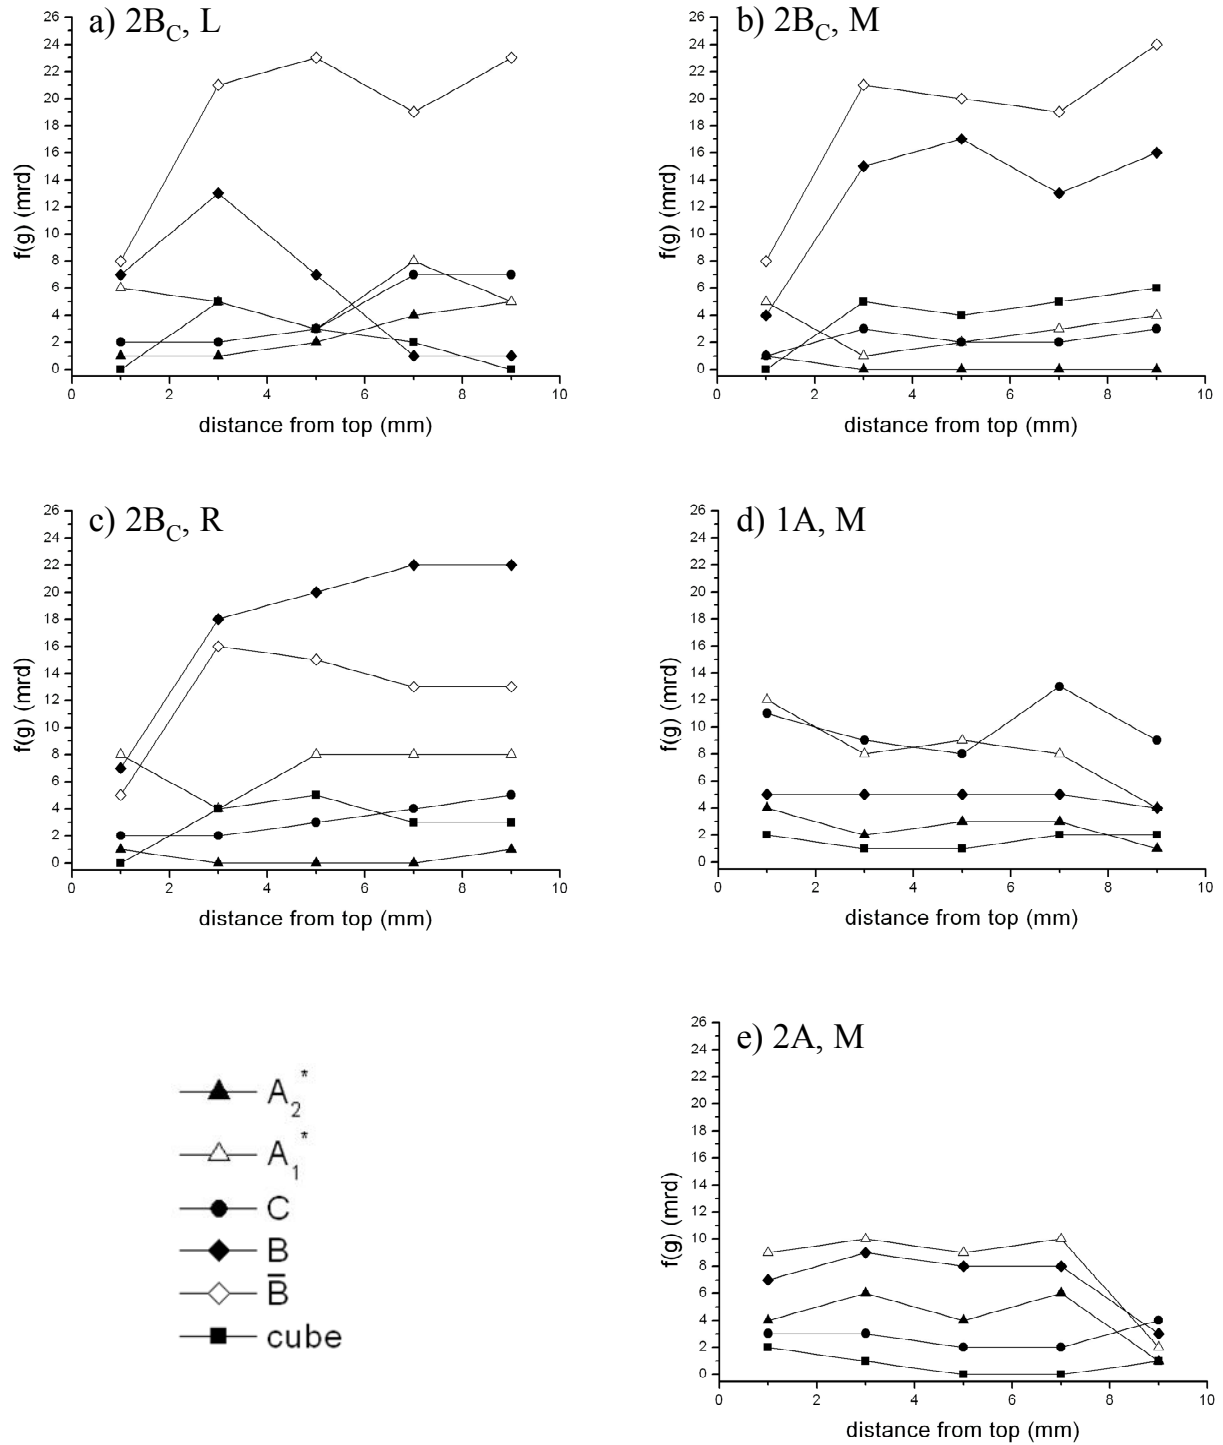 a) 2B_C, L
26
24
22
20
18
16
14
12
10
8
6
4
2
0
f(g) (mrd)
0 2 4 6 8 10
distance from top (mm)
b) 2B_C, M
26
24
22
20
18
16
14
12
10
8
6
4
2
0
f(g) (mrd)
0 2 4 6 8 10
distance from top (mm)
c) 2B_C, R
26
24
22
20
18
16
14
12
10
8
6
4
2
0
f(g) (mrd)
0 2 4 6 8 10
distance from top (mm)
d) 1A, M
26
24
22
20
18
16
14
12
10
8
6
4
2
0
f(g) (mrd)
0 2 4 6 8 10
distance from top (mm)
A_2^*
A_1^*
C
B
B̅
cube
e) 2A, M
26
24
22
20
18
16
14
12
10
8
6
4
2
0
f(g) (mrd)
0 2 4 6 8 10
distance from top (mm)